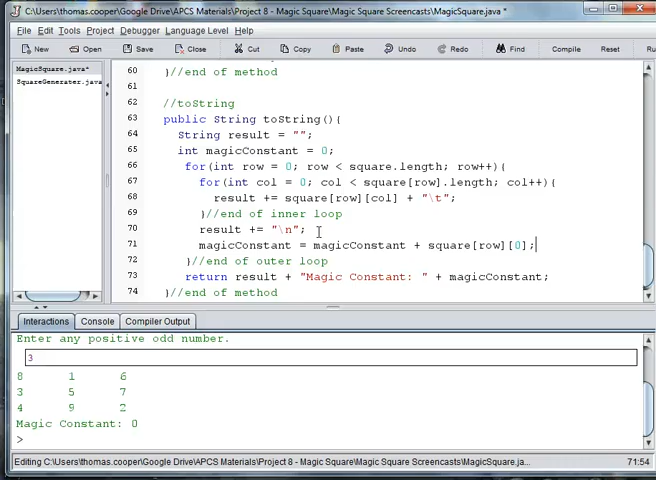 C:\Users\thomas.cooper\Google Drive\APCS Materials\Project 8 - Magic Square\Magic Square Screencasts\MagicSquare.java *
File Edit Tools Project Debugger Language Level Help
New Open Save Close Cut Copy Paste Undo Redo Find Compile Reset
MagicSquare.java*
SquareGenerater.java
60 }//end of method
61
62 //toString
63 public String toString(){
64 String result = "";
65 int magicConstant = 0;
66 for(int row = 0; row < square.length; row++){
67 for(int col = 0; col < square[row].length; col++){
68 result += square[row][col] + "\t";
69 }//end of inner loop
70 result += "\n";
71 magicConstant = magicConstant + square[row][0];
72 }//end of outer loop
73 return result + "Magic Constant: " + magicConstant;
74 }//end of method
Interactions Console Compiler Output
Enter any positive odd number.
3
8 1 6
3 5 7
4 9 2
Magic Constant: 0
>
Editing C:\Users\thomas.cooper\Google Drive\APCS Materials\Project 8 - Magic Square\Magic Square Screencasts\MagicSquare.ja... 71:54